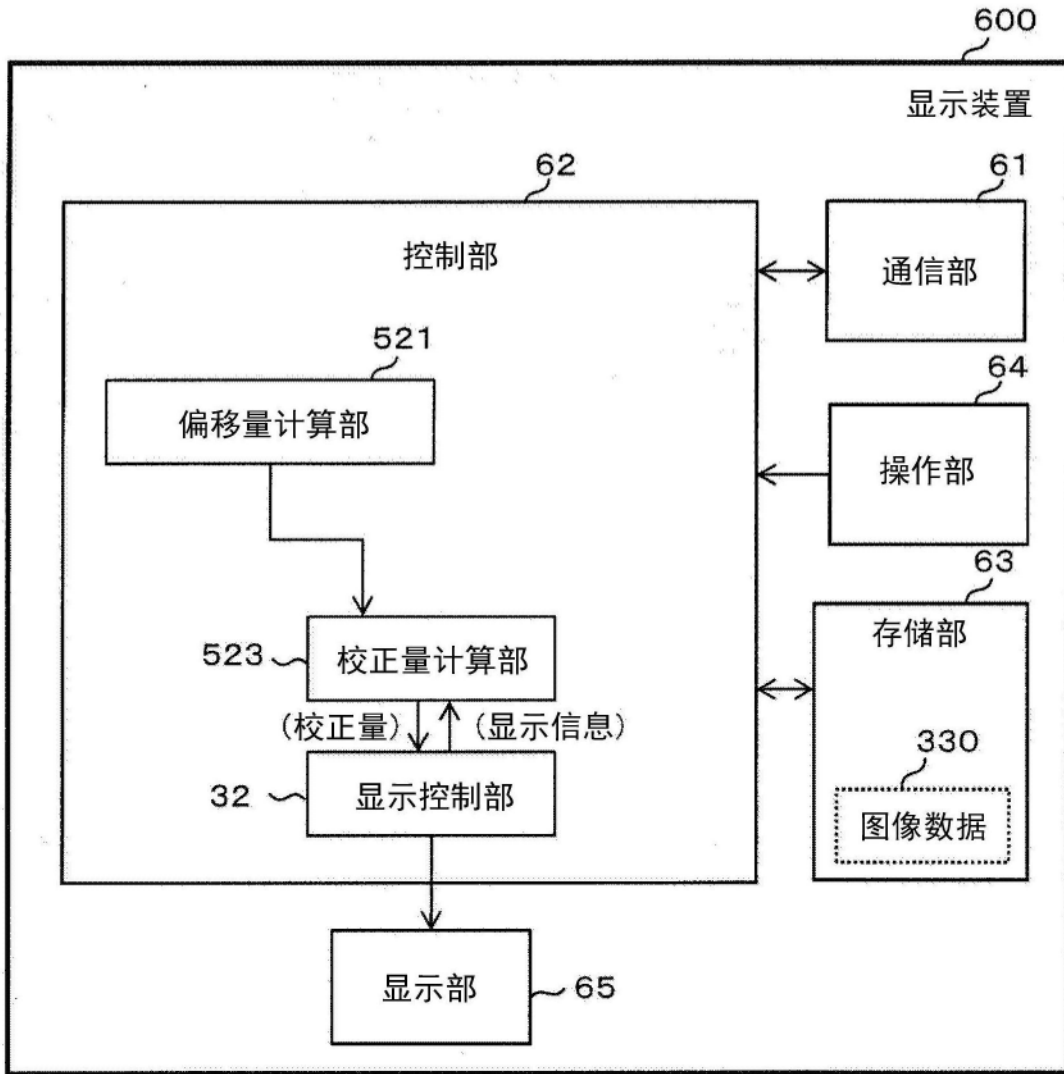 600
显示装置
62
61
控制部
通信部
521
64
偏移量计算部
操作部
63
存储部
523
校正量计算部
(校正量)
(显示信息)
330
32
显示控制部
图像数据
显示部
65